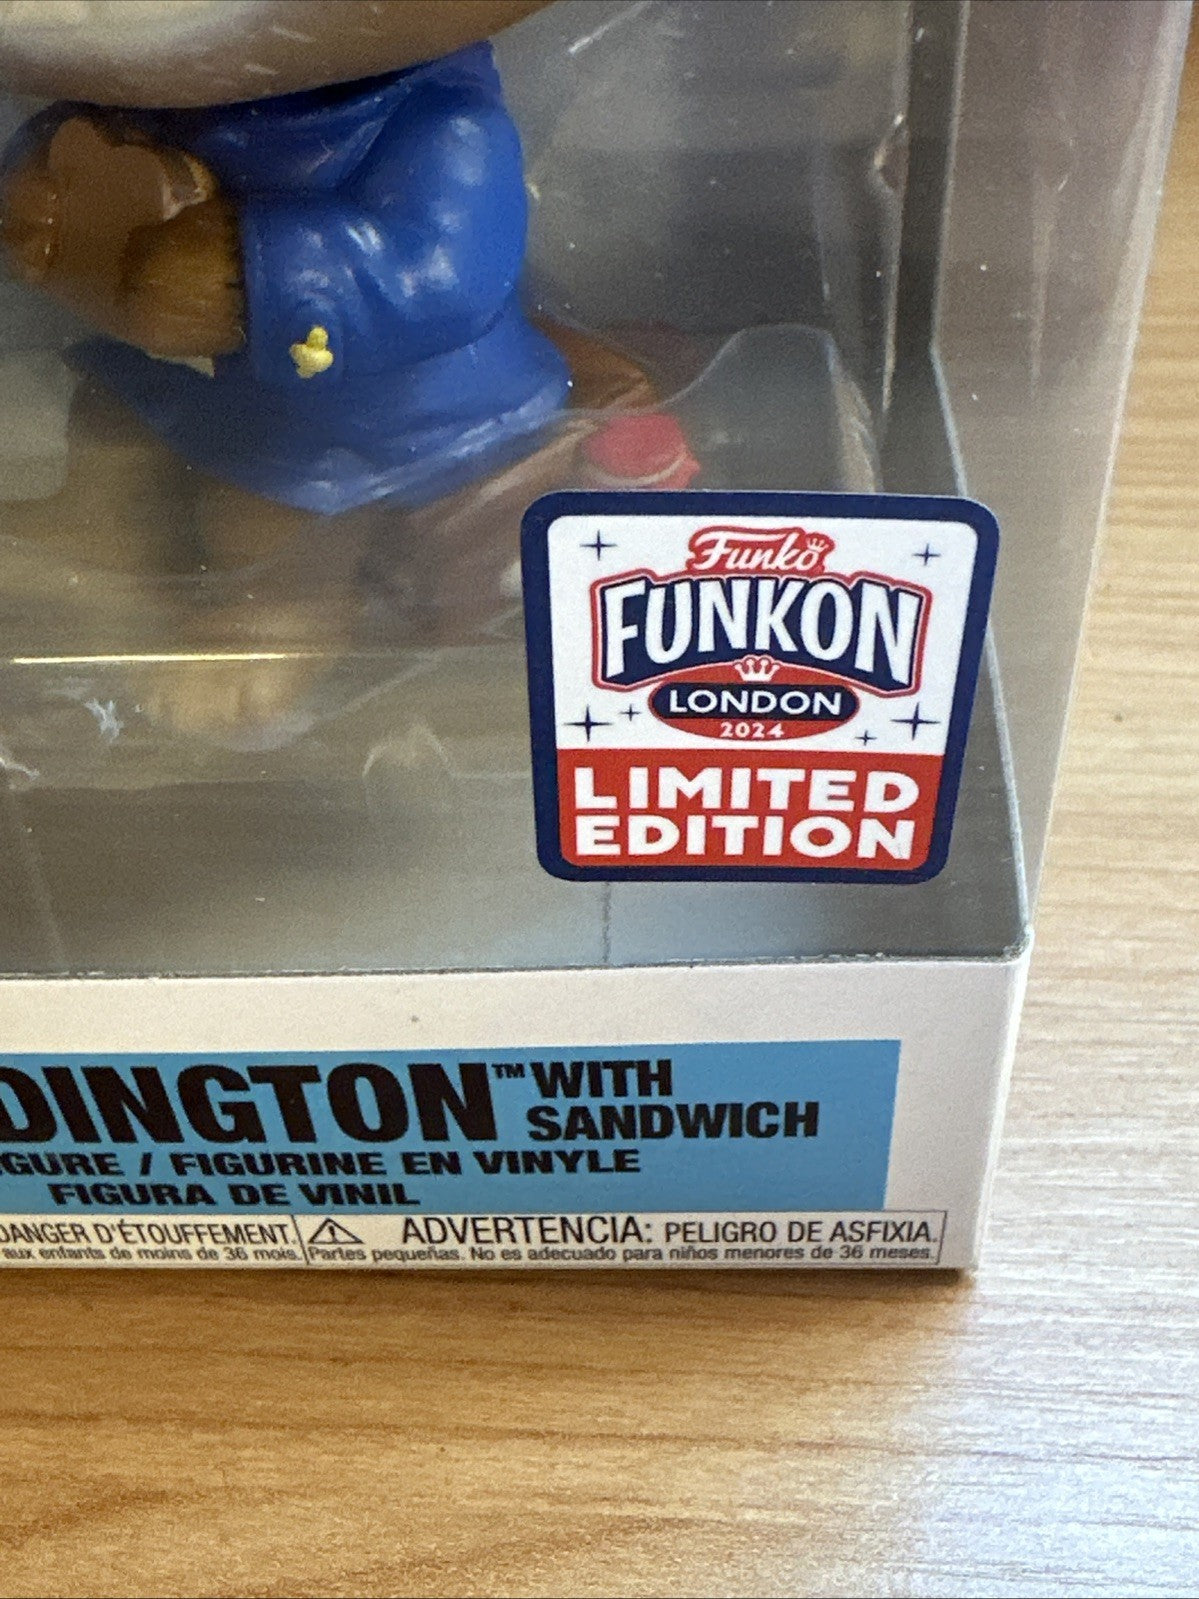 Funko
FUNKON
LONDON
2024
LIMITED
EDITION
DINGTON™ WITH
SANDWICH
GURE / FIGURINE EN VINYLE
FIGURA DE VINIL
DANGER D'ÉTOUFFEMENT.
aux enfants de moins de 36 mois.
⚠ ADVERTENCIA: PELIGRO DE ASFIXIA.
Partes pequeñas. No es adecuado para niños menores de 36 meses.